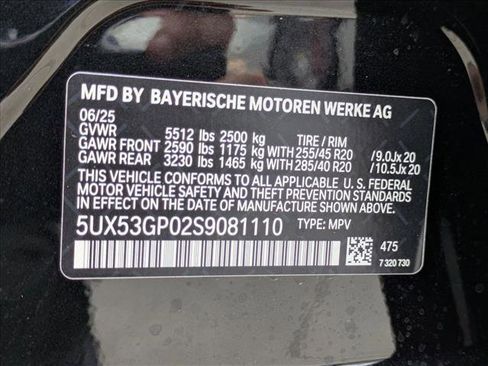 MFD BY BAYERISCHE MOTOREN WERKE AG
06/25
GVWR 5512 lbs 2500 kg TIRE / RIM
GAWR FRONT 2590 lbs 1175 kg WITH 255/45 R20 /9.0Jx 20
GAWR REAR 3230 lbs 1465 kg WITH 285/40 R20 /10.5Jx 20
THIS VEHICLE CONFORMS TO ALL APPLICABLE U. S. FEDERAL
MOTOR VEHICLE SAFETY AND THEFT PREVENTION STANDARDS
IN EFFECT ON THE DATE OF MANUFACTURE SHOWN ABOVE.
5UX53GP02S9081110 TYPE: MPV
475
7 320 730